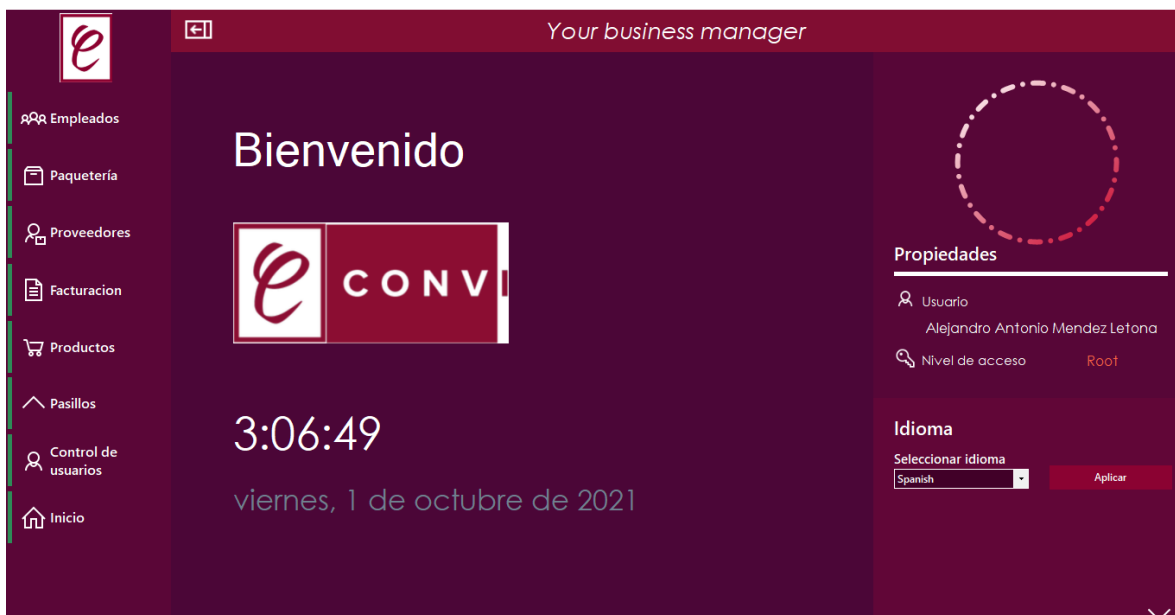 Your business manager
Empleados
Paquetería
Proveedores
Facturacion
Productos
Pasillos
Control de
usuarios
Inicio
Bienvenido
CONVI
3:06:49
viernes, 1 de octubre de 2021
Propiedades
Usuario
Alejandro Antonio Mendez Letona
Nivel de acceso Root
Idioma
Seleccionar idioma
Spanish
Aplicar